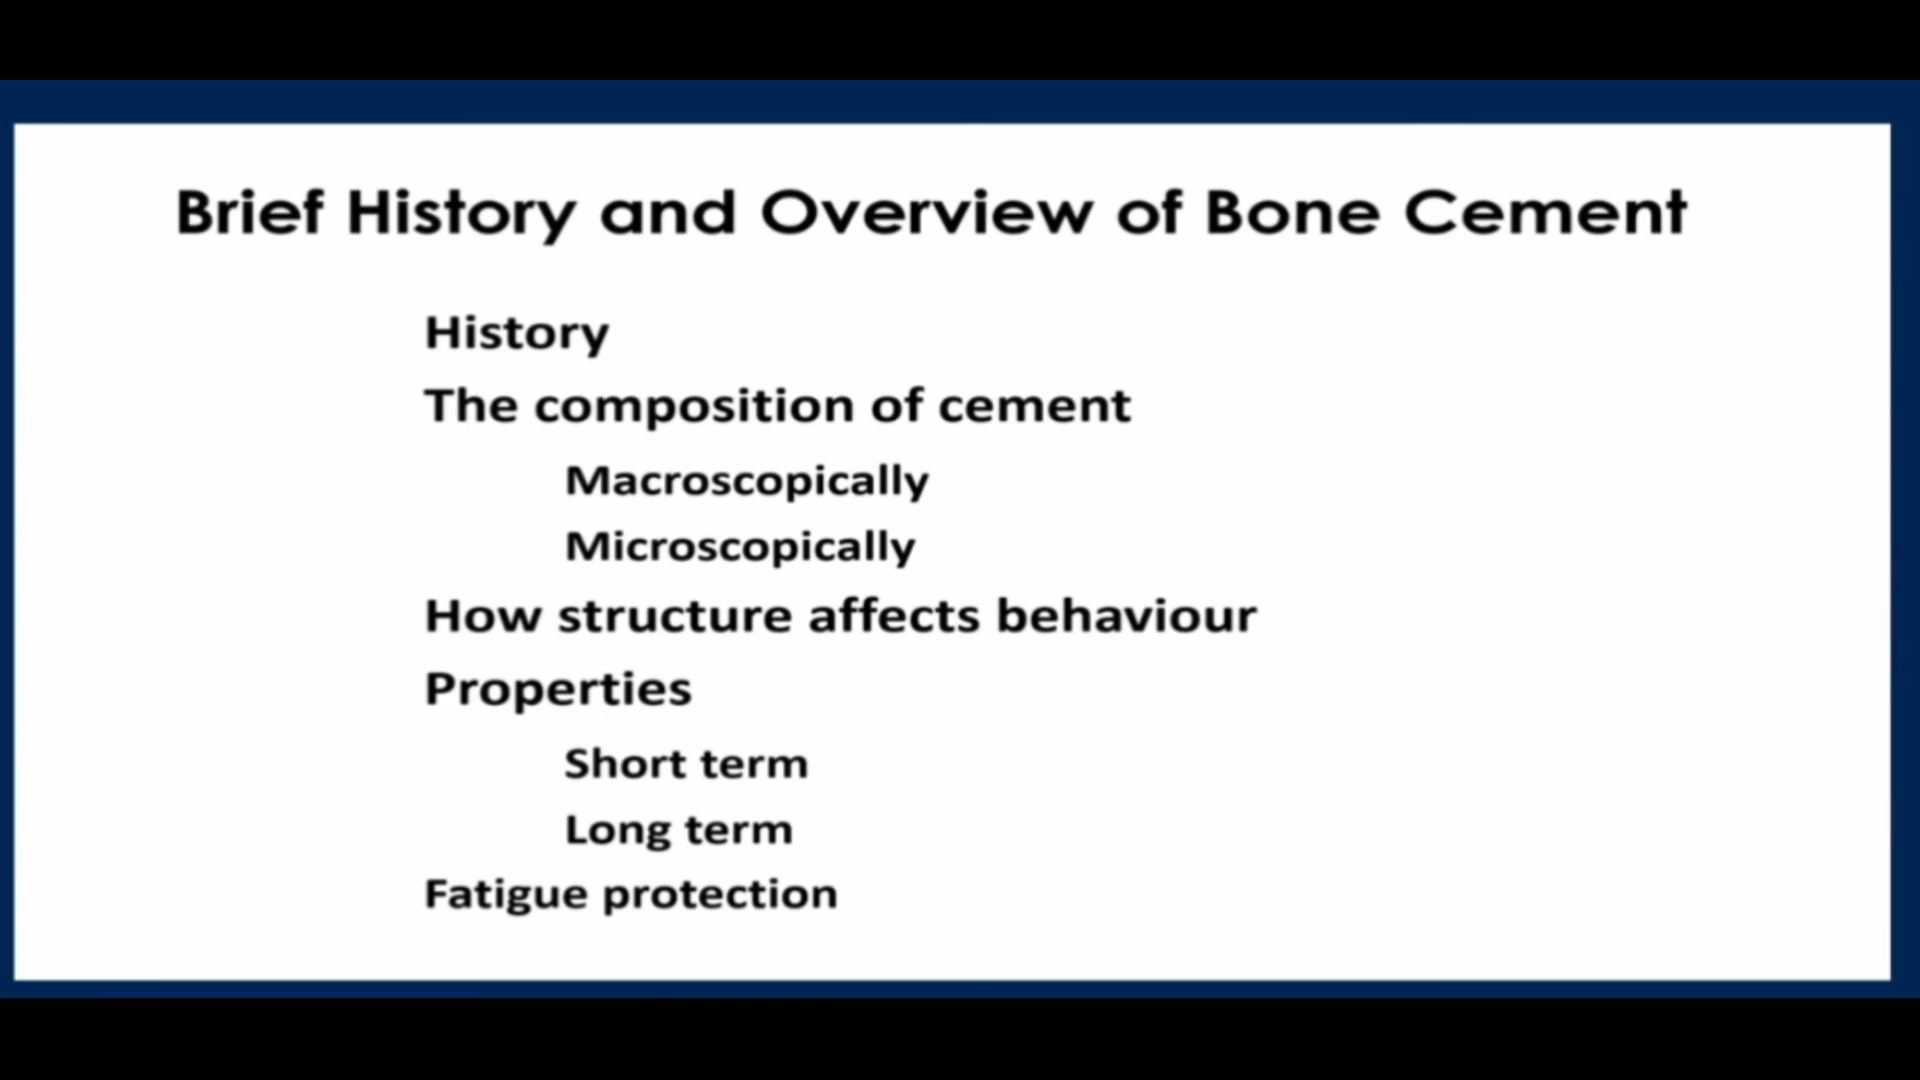 Brief History and Overview of Bone Cement
History
The composition of cement
Macroscopically
Microscopically
How structure affects behaviour
Properties
Short term
Long term
Fatigue protection